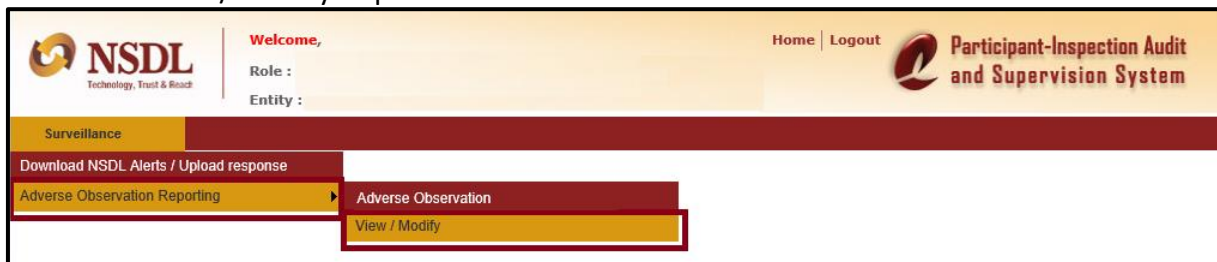 NSDL
Technology, Trust & Reach
Welcome,
Role :
Entity :
Home | Logout
Participant-Inspection Audit
and Supervision System
Surveillance
Download NSDL Alerts / Upload response
Adverse Observation Reporting
Adverse Observation
View / Modify